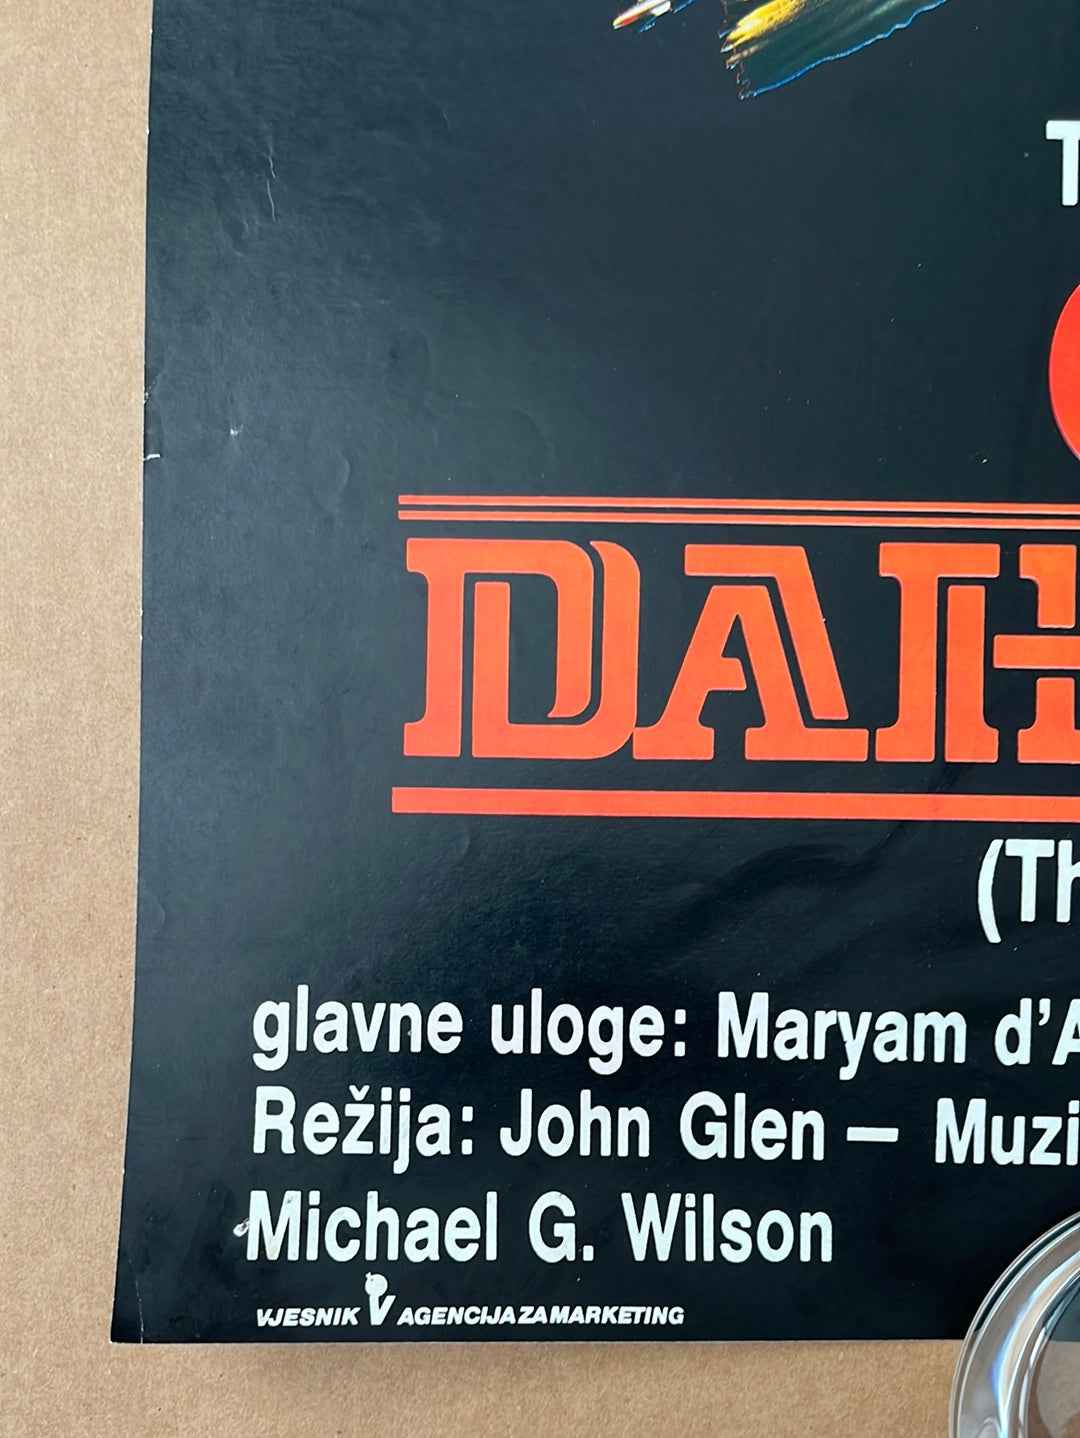 T
DAH
(Th
glavne uloge: Maryam d'A
Režija: John Glen — Muzi
Michael G. Wilson
VJESNIK V AGENCIJA ZA MARKETING